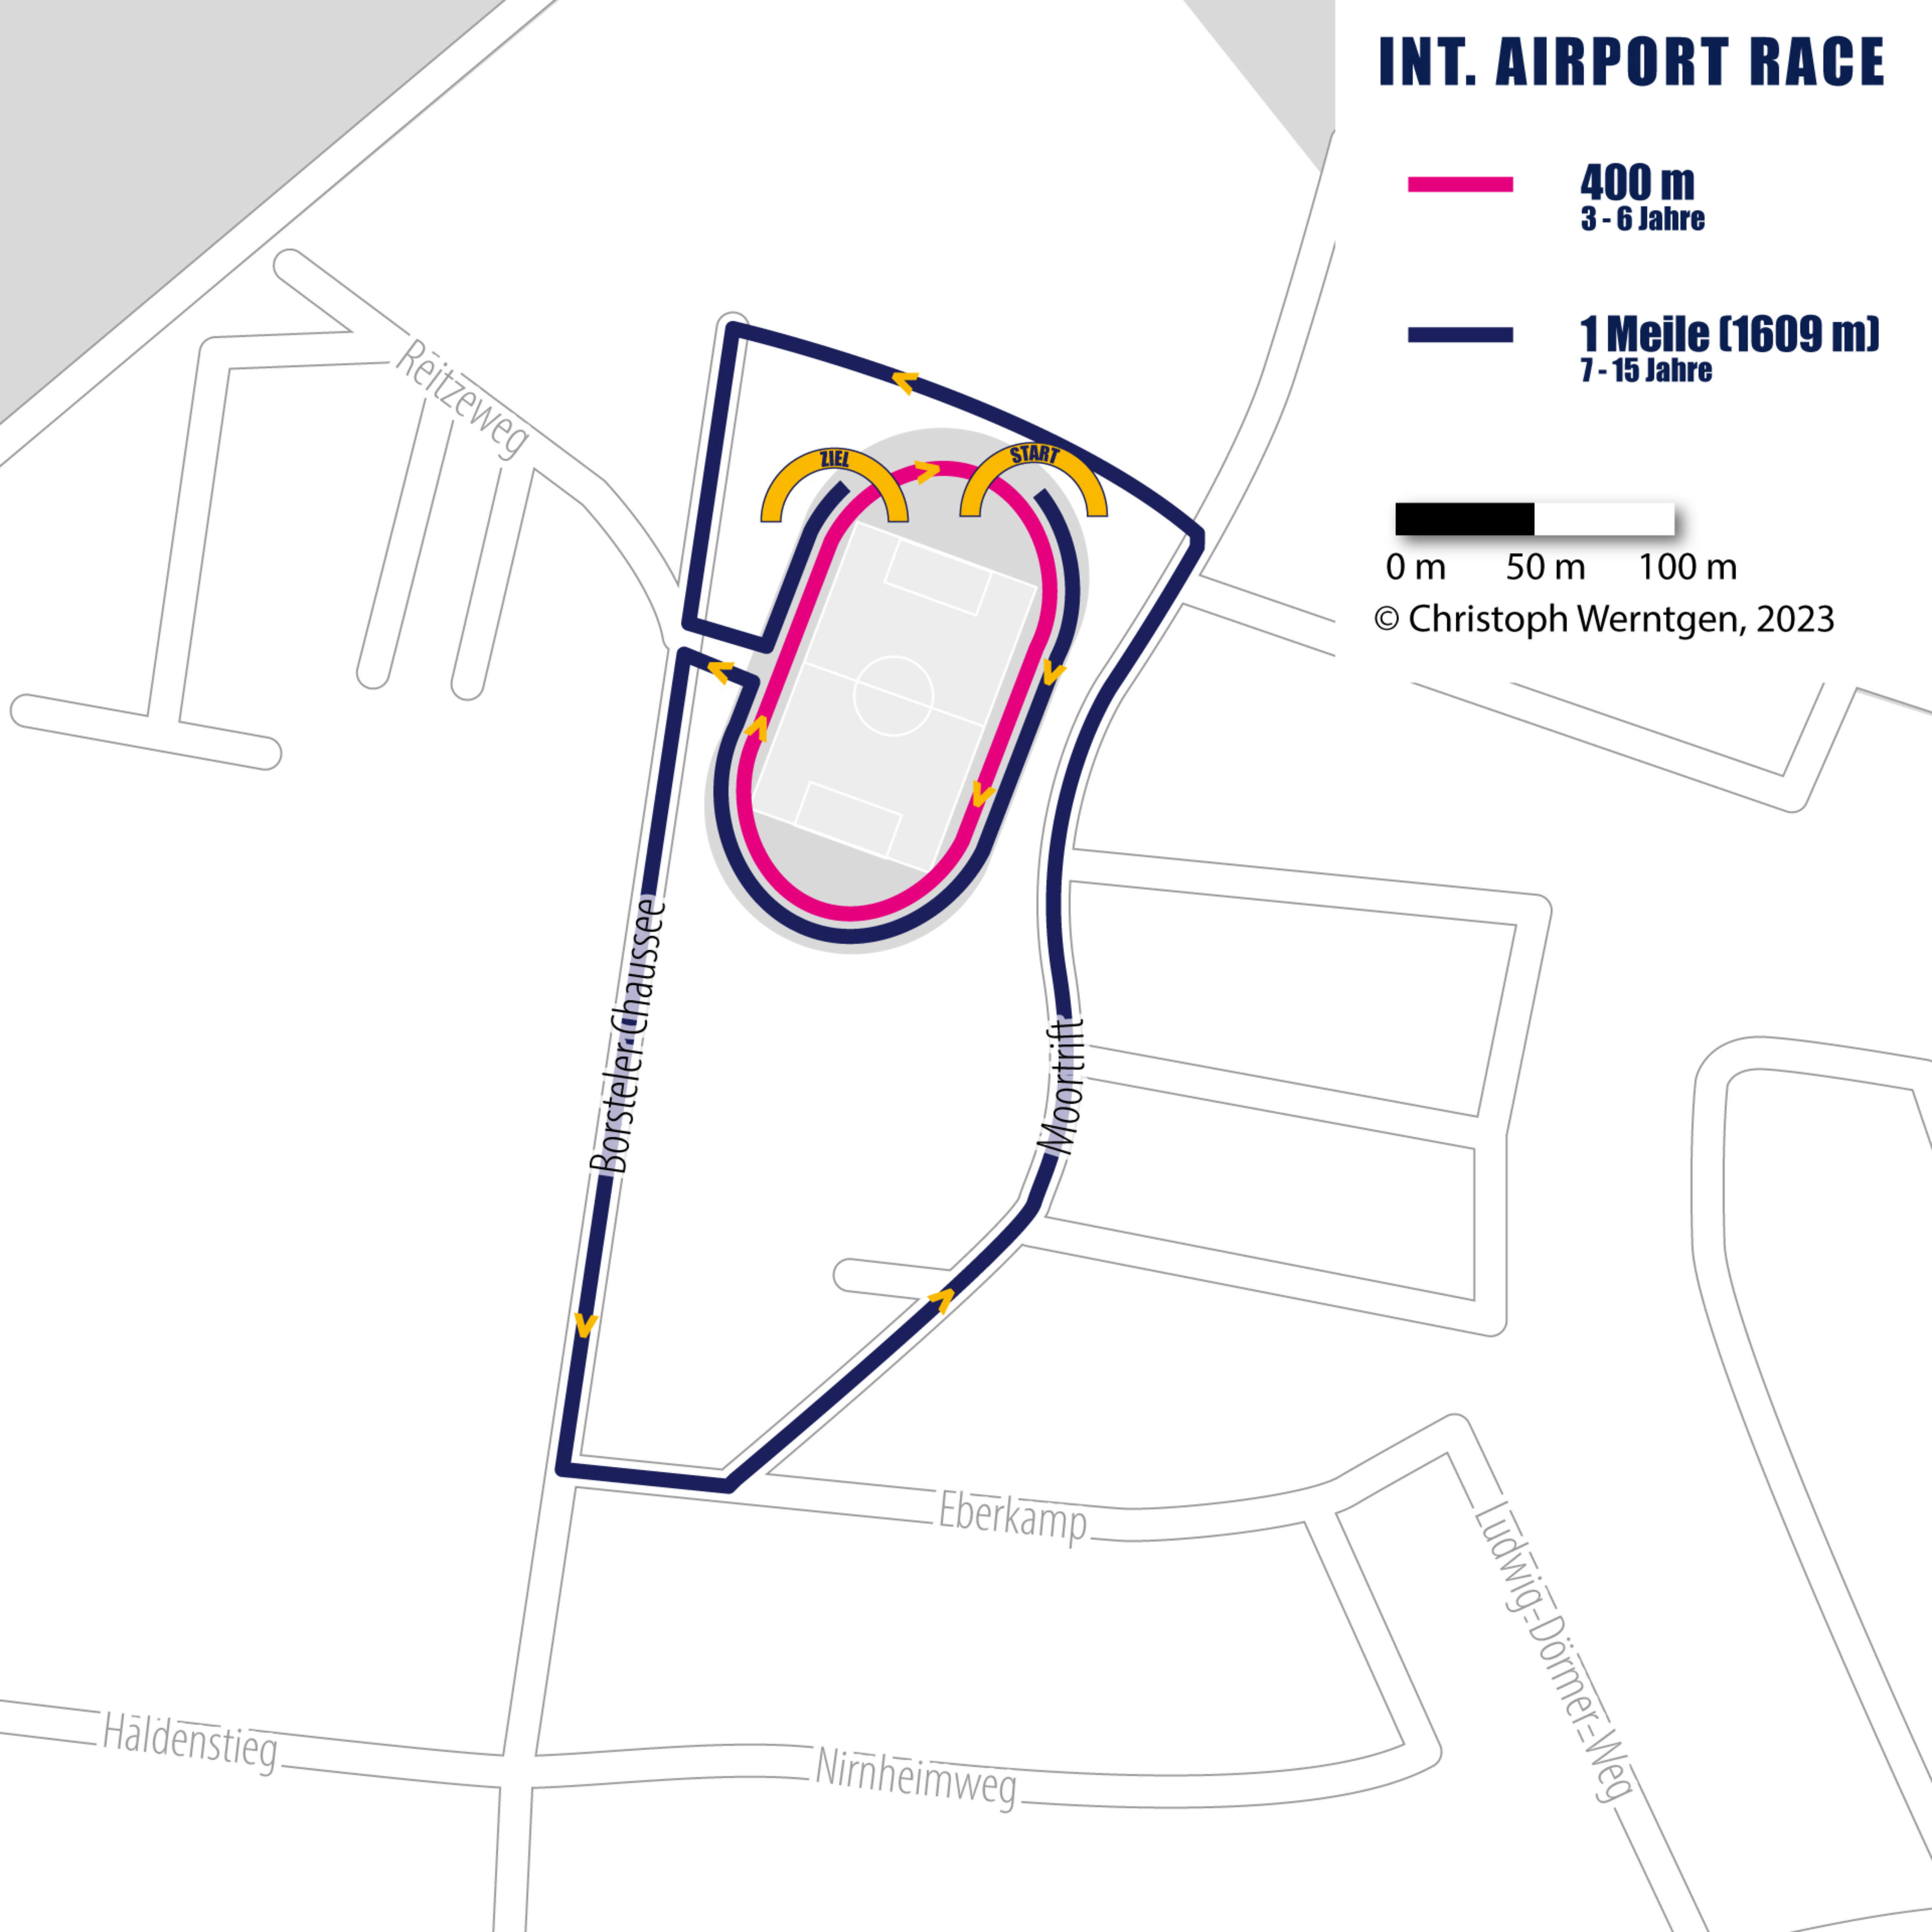 INT. AIRPORT RACE
400 m
3 - 6 Jahre
1 Meile (1609 m)
7 - 15 Jahre
0 m 50 m 100 m
© Christoph Werntgen, 2023
Reitzeweg
ZIEL
START
Borsteler Chaussee
Moortrift
Eberkamp
Ludwig-Dörmer-Weg
Haldenstieg
Nirnheimweg